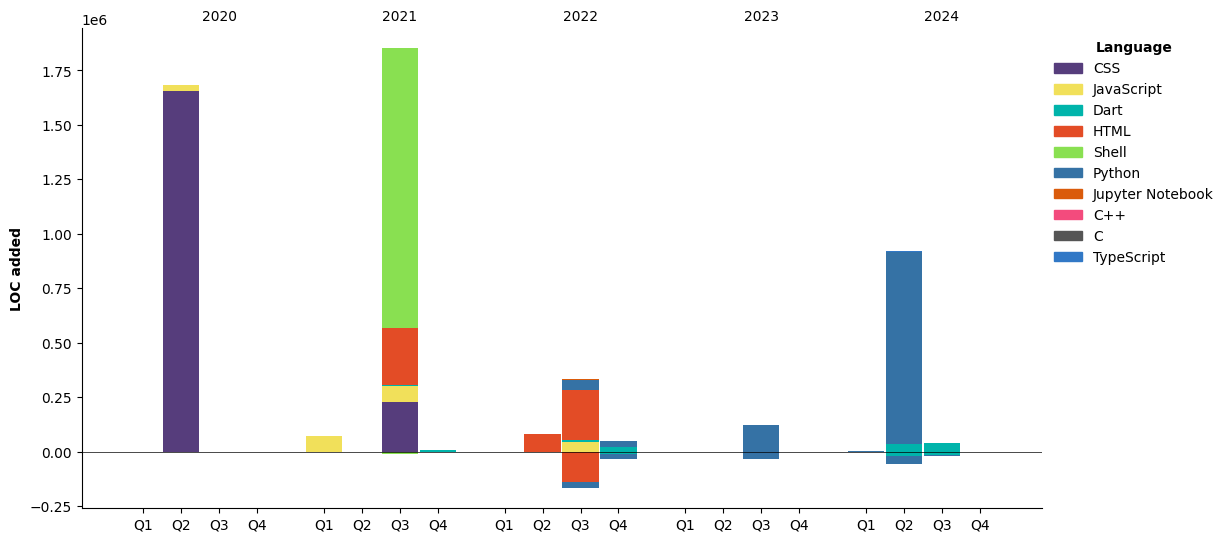 1e6
2020 2021 2022 2023 2024
LOC added
1.75
1.50
1.25
1.00
0.75
0.50
0.25
0.00
−0.25
Q1 Q2 Q3 Q4 Q1 Q2 Q3 Q4 Q1 Q2 Q3 Q4 Q1 Q2 Q3 Q4 Q1 Q2 Q3 Q4
Language
CSS
JavaScript
Dart
HTML
Shell
Python
Jupyter Notebook
C++
C
TypeScript